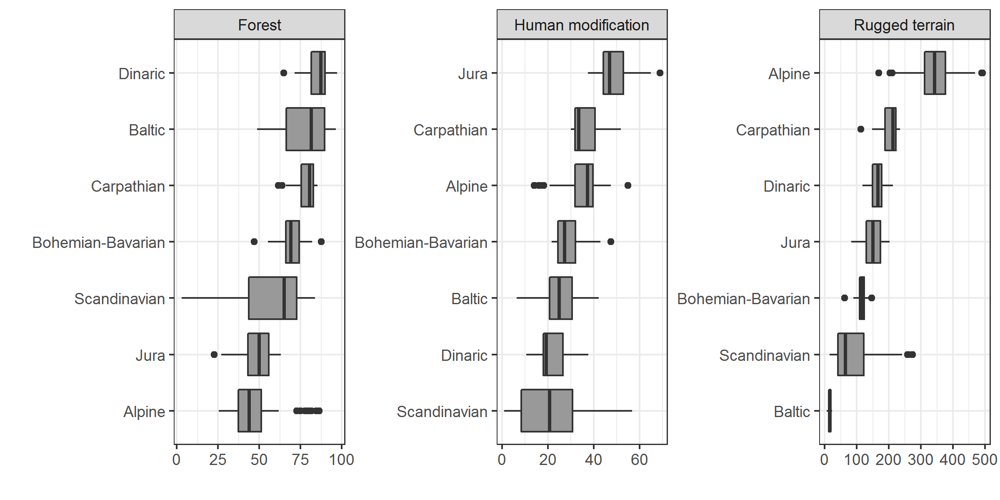 Forest
Dinaric
Baltic
Carpathian
Bohemian-Bavarian
Scandinavian
Jura
Alpine
0 25 50 75 100
Human modification
Jura
Carpathian
Alpine
Bohemian-Bavarian
Baltic
Dinaric
Scandinavian
0 20 40 60
Rugged terrain
Alpine
Carpathian
Dinaric
Jura
Bohemian-Bavarian
Scandinavian
Baltic
0 100 200 300 400 500